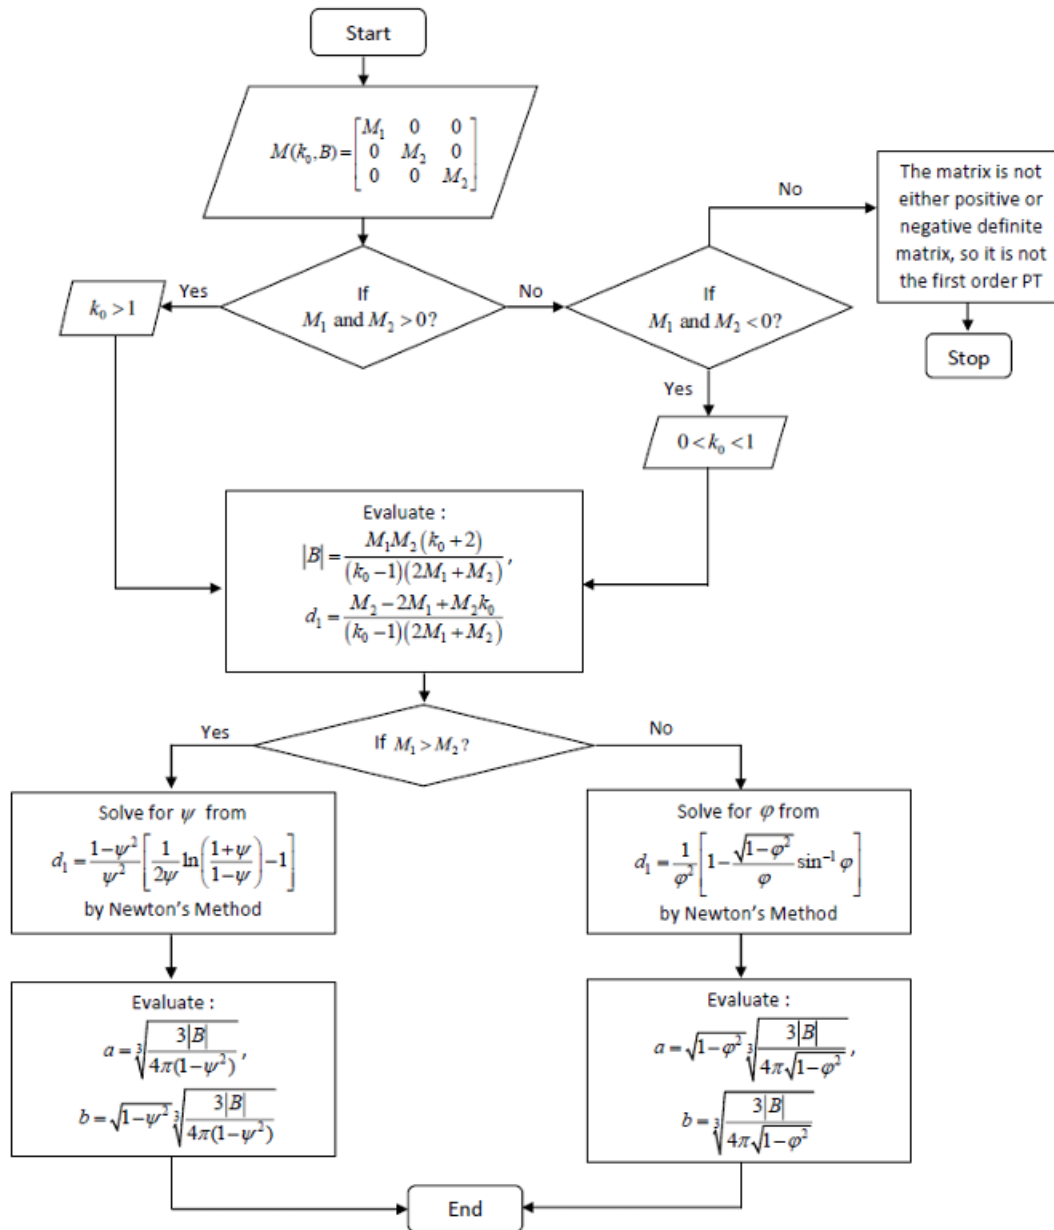 Start
M(k₀,B)=[M₁ 0 0
0 M₂ 0
0 0 M₂]
No
The matrix is not
either positive or
negative definite
matrix, so it is not
the first order PT
Yes
k₀ >1
If
M₁ and M₂ >0?
No
If
M₁ and M₂ <0?
Stop
Yes
0<k₀ <1
Evaluate :
|B|=M₁M₂(k₀+2)/((k₀−1)(2M₁+M₂)),
d₁=(M₂−2M₁+M₂k₀)/((k₀−1)(2M₁+M₂))
Yes
If M₁>M₂?
No
Solve for ψ from
d₁=(1−ψ²)/ψ² [1/(2ψ) ln((1+ψ)/(1−ψ))−1]
by Newton's Method
Solve for φ from
d₁=1/φ² [1−(√(1−φ²)/φ) sin⁻¹ φ]
by Newton's Method
Evaluate :
a=∛(3|B|/(4π(1−ψ²))),
b=√(1−ψ²) ∛(3|B|/(4π(1−ψ²)))
Evaluate :
a=√(1−φ²) ∛(3|B|/(4π√(1−φ²))),
b=∛(3|B|/(4π√(1−φ²)))
End